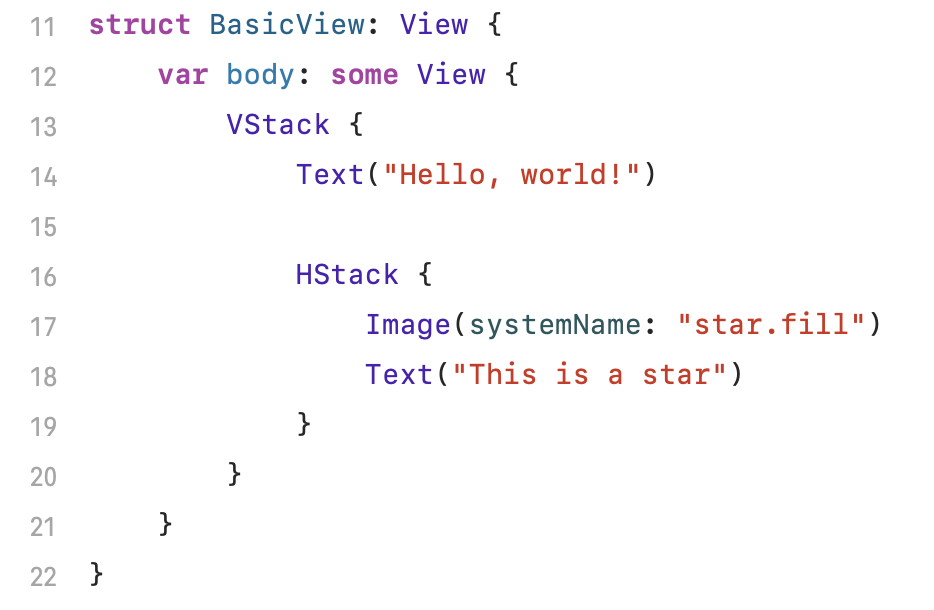 11 struct BasicView: View {
12     var body: some View {
13         VStack {
14             Text("Hello, world!")
15
16             HStack {
17                 Image(systemName: "star.fill")
18                 Text("This is a star")
19             }
20         }
21     }
22 }